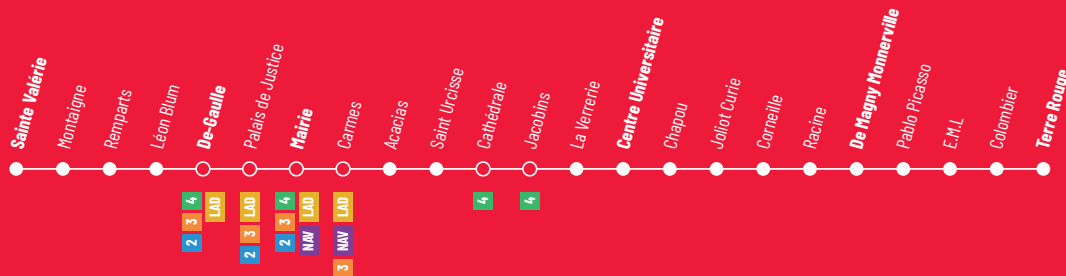 Sainte Valérie
Montaigne
Remparts
Léon Blum
De-Gaulle
Palais de Justice
Mairie
Carmes
Acacias
Saint Urcisse
Cathédrale
Jacobins
La Verrerie
Centre Universitaire
Chapou
Joliot Curie
Corneille
Racine
De Magny Monnerville
Pablo Picasso
E.M.L
Colombier
Terre Rouge
2 3 4
LAD
2 3 LAD
2 3 4
NAV LAD
3 NAV LAD
4
4